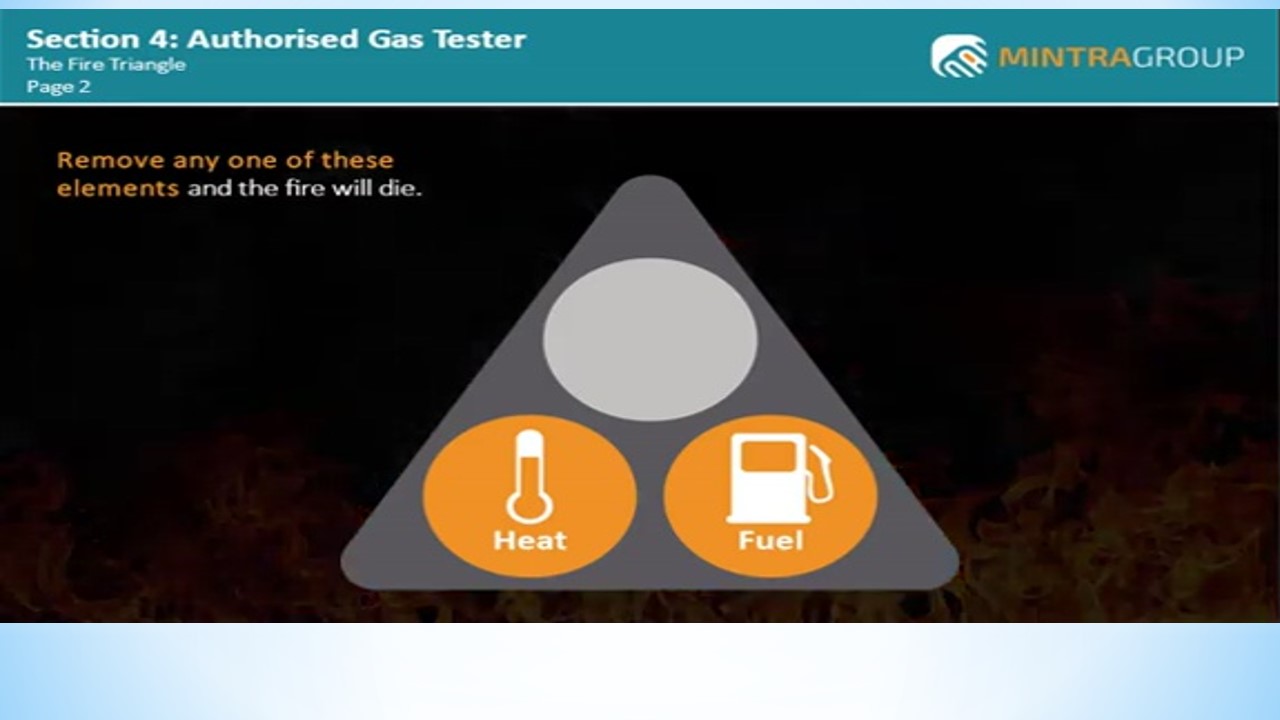 Section 4: Authorised Gas Tester
The Fire Triangle
Page 2
MINTRAGROUP
Remove any one of these
elements and the fire will die.
Heat
Fuel